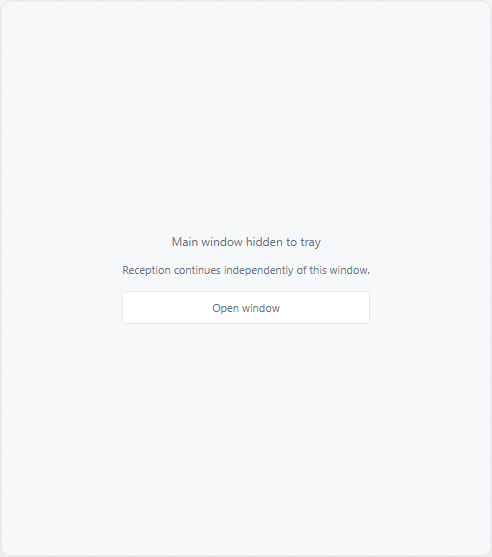 Main window hidden to tray
Reception continues independently of this window.
Open window